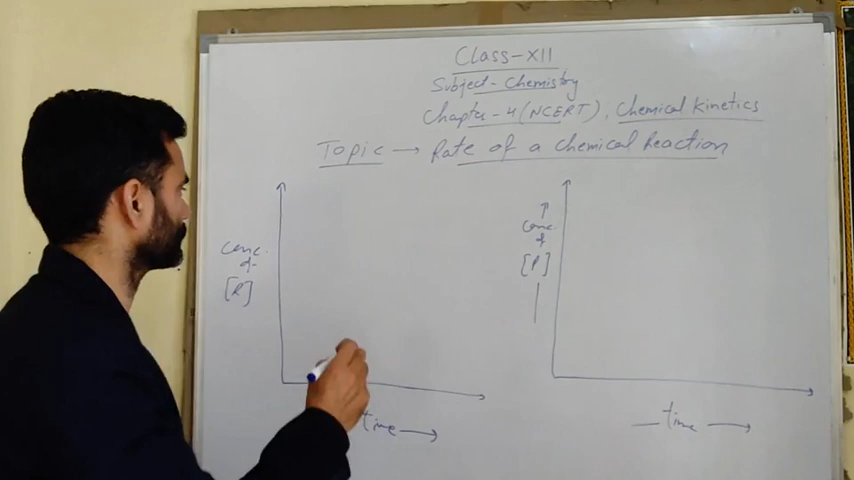 Class-XII
Subject-Chemistry
Chapter-4(NCERT), Chemical Kinetics
Topic → Rate of a Chemical Reaction
Conc.
of
[R]
time →
↑
Conc.
of
[P]
time →